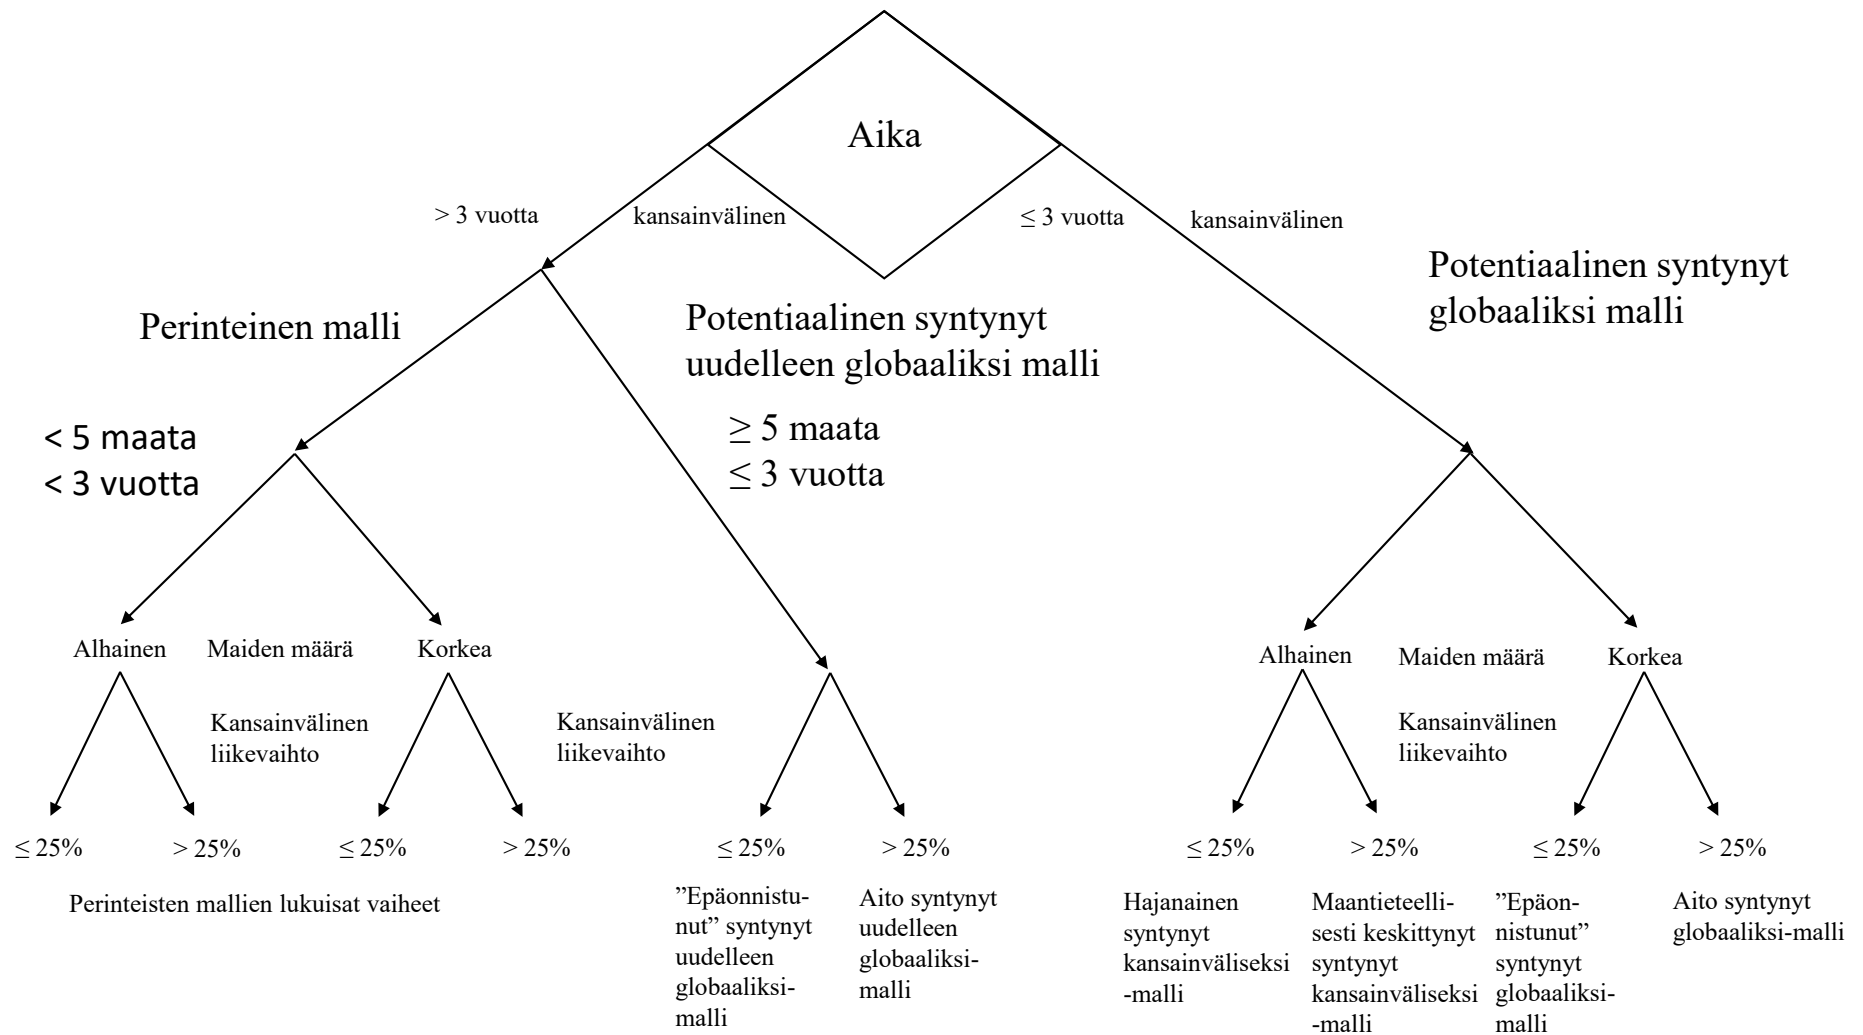 Aika
> 3 vuotta
kansainvälinen
≤ 3 vuotta
kansainvälinen
Potentiaalinen syntynyt
globaaliksi malli
Perinteinen malli
Potentiaalinen syntynyt
uudelleen globaaliksi malli
< 5 maata
< 3 vuotta
≥ 5 maata
≤ 3 vuotta
Alhainen
Maiden määrä
Korkea
Alhainen
Maiden määrä
Korkea
Kansainvälinen
liikevaihto
Kansainvälinen
liikevaihto
Kansainvälinen
liikevaihto
≤ 25%
> 25%
≤ 25%
> 25%
≤ 25%
> 25%
≤ 25%
> 25%
≤ 25%
> 25%
Perinteisten mallien lukuisat vaiheet
”Epäonnistu-
nut” syntynyt
uudelleen
globaaliksi-
malli
Aito syntynyt
uudelleen
globaaliksi-
malli
Hajanainen
syntynyt
kansainväliseksi
-malli
Maantieteelli-
sesti keskittynyt
syntynyt
kansainväliseksi
-malli
”Epäon-
nistunut”
syntynyt
globaaliksi-
malli
Aito syntynyt
globaaliksi-malli